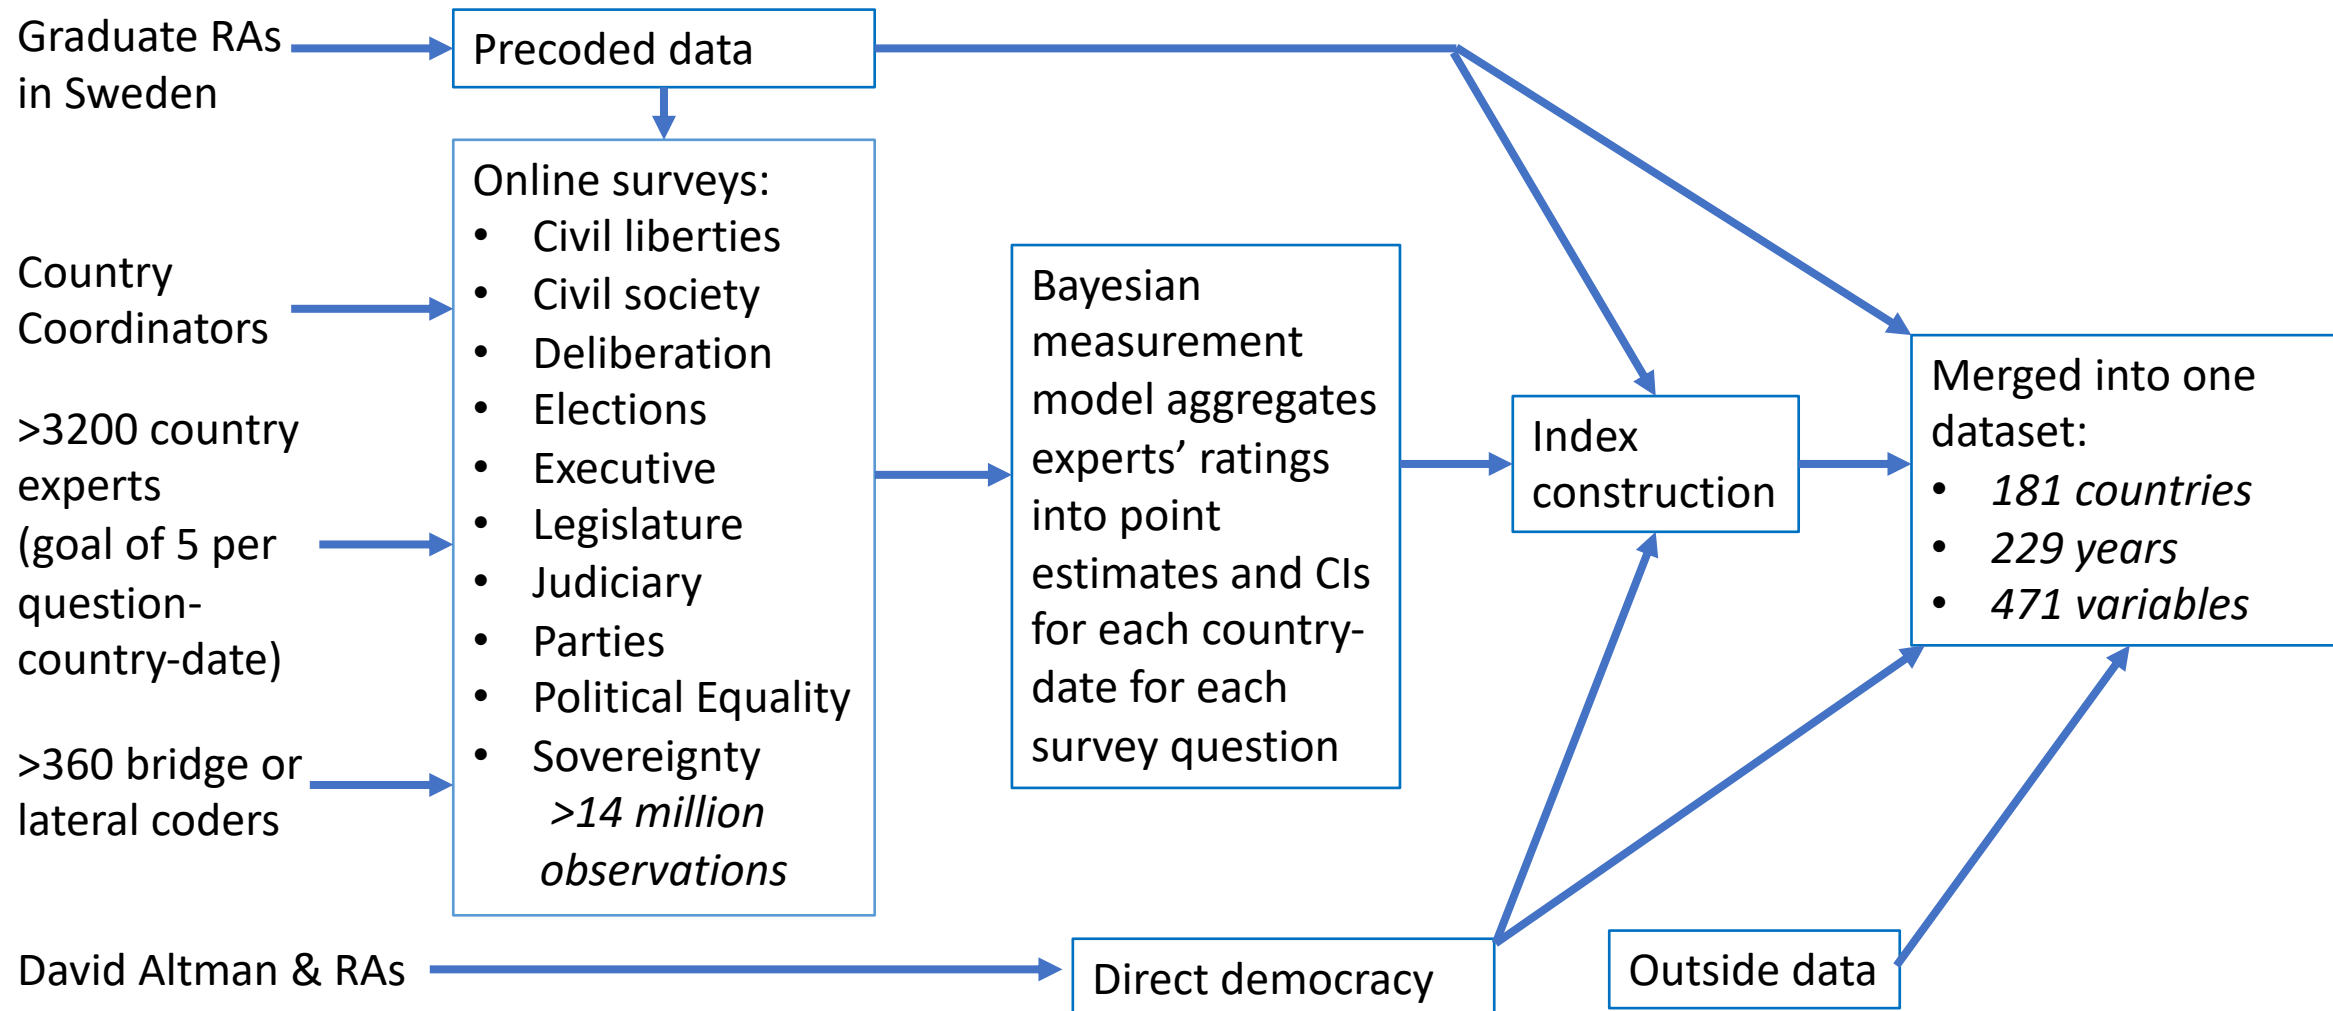 Graduate RAs
in Sweden
Precoded data
Country
Coordinators
>3200 country
experts
(goal of 5 per
question-
country-date)
>360 bridge or
lateral coders
David Altman & RAs
Online surveys:
• Civil liberties
• Civil society
• Deliberation
• Elections
• Executive
• Legislature
• Judiciary
• Parties
• Political Equality
• Sovereignty
>14 million
observations
Bayesian
measurement
model aggregates
experts’ ratings
into point
estimates and CIs
for each country-
date for each
survey question
Index
construction
Merged into one
dataset:
• 181 countries
• 229 years
• 471 variables
Direct democracy
Outside data